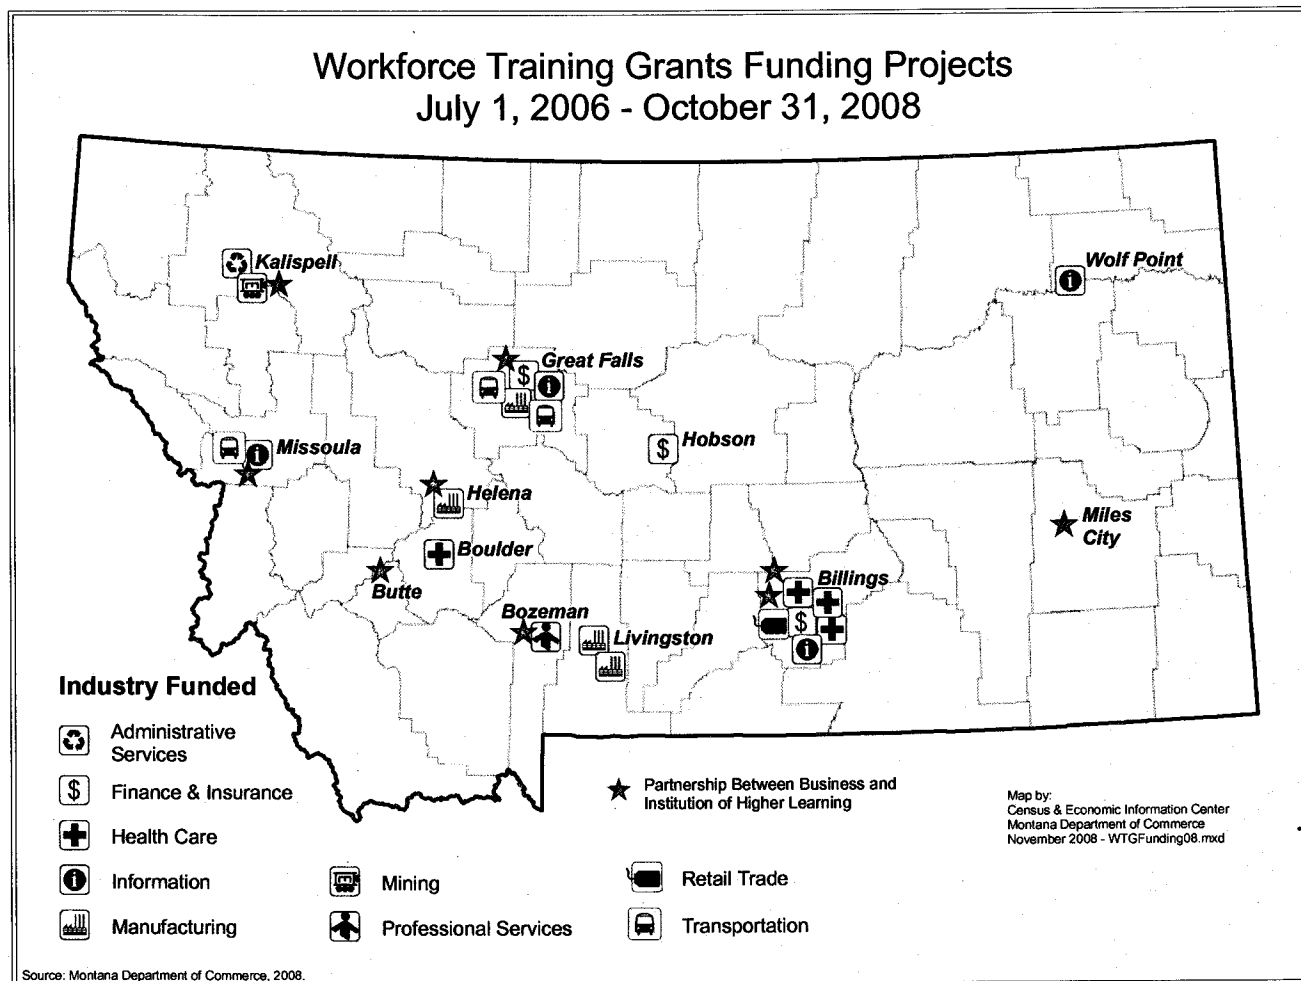 Workforce Training Grants Funding Projects
July 1, 2006 - October 31, 2008
Kalispell
Wolf Point
Great Falls
Hobson
Missoula
Helena
Miles
City
Boulder
Butte
Billings
Bozeman
Livingston
Industry Funded
Administrative
Services
$ Finance & Insurance
Health Care
Information
Manufacturing
Mining
Professional Services
Partnership Between Business and
Institution of Higher Learning
Retail Trade
Transportation
Map by:
Census & Economic Information Center
Montana Department of Commerce
November 2008 - WTGFunding08.mxd
Source: Montana Department of Commerce, 2008.